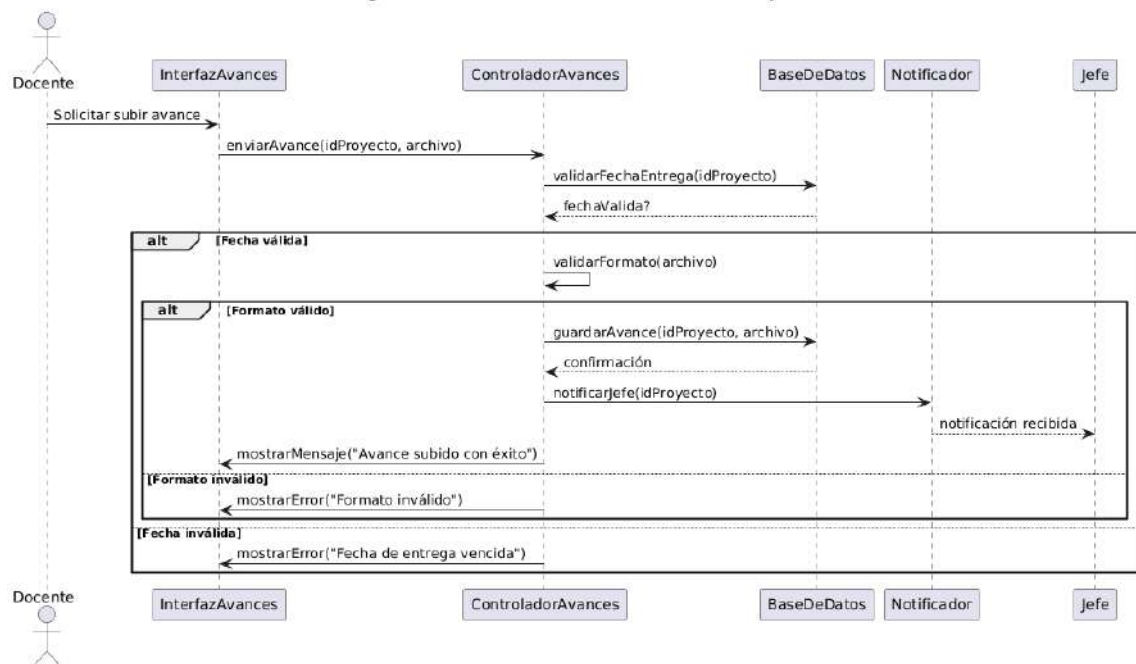 Docente
InterfazAvances
ControladorAvances
BaseDeDatos
Notificador
Jefe
Solicitar subir avance
enviarAvance(idProyecto, archivo)
validarFechaEntrega(idProyecto)
fechaValida?
alt
[Fecha válida]
validarFormato(archivo)
alt
[Formato válido]
guardarAvance(idProyecto, archivo)
confirmación
notificarJefe(idProyecto)
notificación recibida
mostrarMensaje("Avance subido con éxito")
[Formato inválido]
mostrarError("Formato inválido")
[Fecha inválida]
mostrarError("Fecha de entrega vencida")
Docente
InterfazAvances
ControladorAvances
BaseDeDatos
Notificador
Jefe